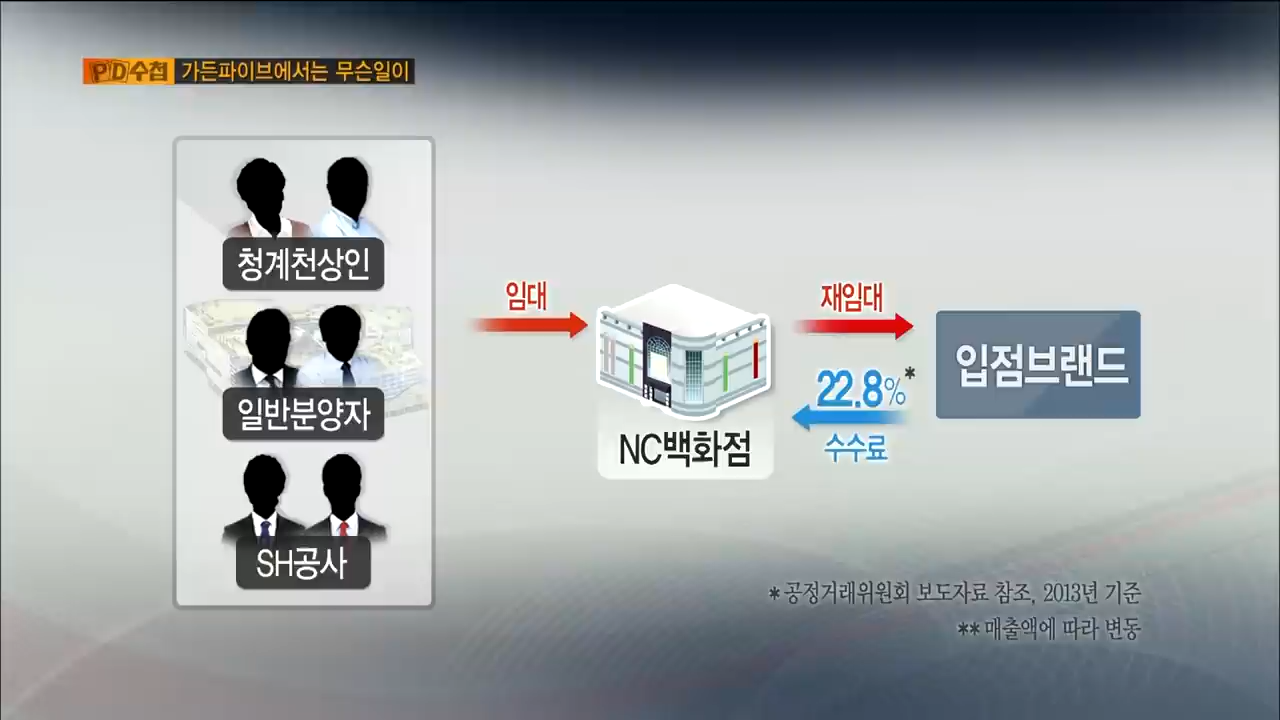 PD수첩 가든파이브에서는 무슨일이
청계천상인
일반분양자
SH공사
임대
NC백화점
재임대
22.8%*
수수료
입점브랜드
*공정거래위원회 보도자료 참조, 2013년 기준
**매출액에 따라 변동